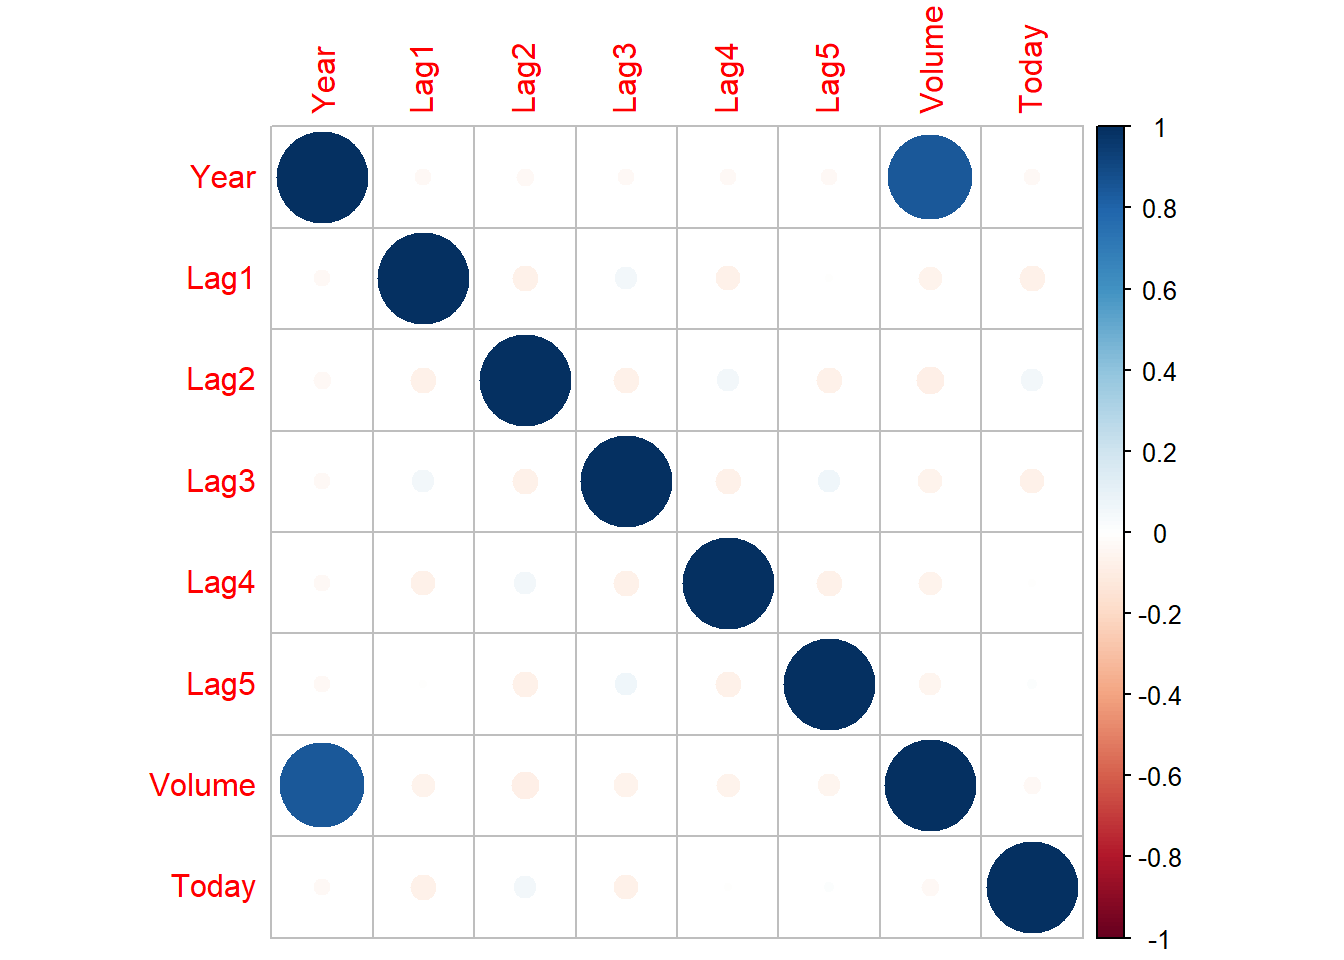 Year Lag1 Lag2 Lag3 Lag4 Lag5 Volume Today
Year
Lag1
Lag2
Lag3
Lag4
Lag5
Volume
Today
1
0.8
0.6
0.4
0.2
0
-0.2
-0.4
-0.6
-0.8
-1